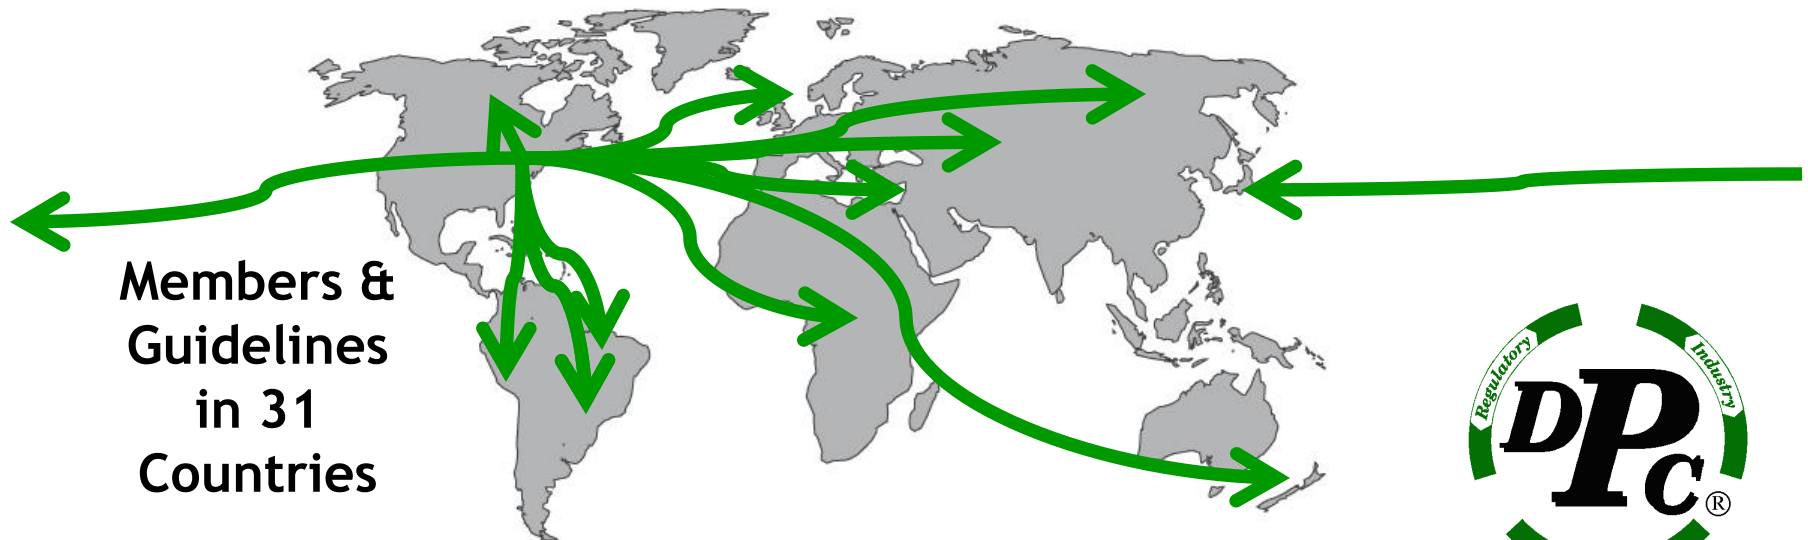 Members &
Guidelines
in 31
Countries
Regulatory
Industry
DPC®